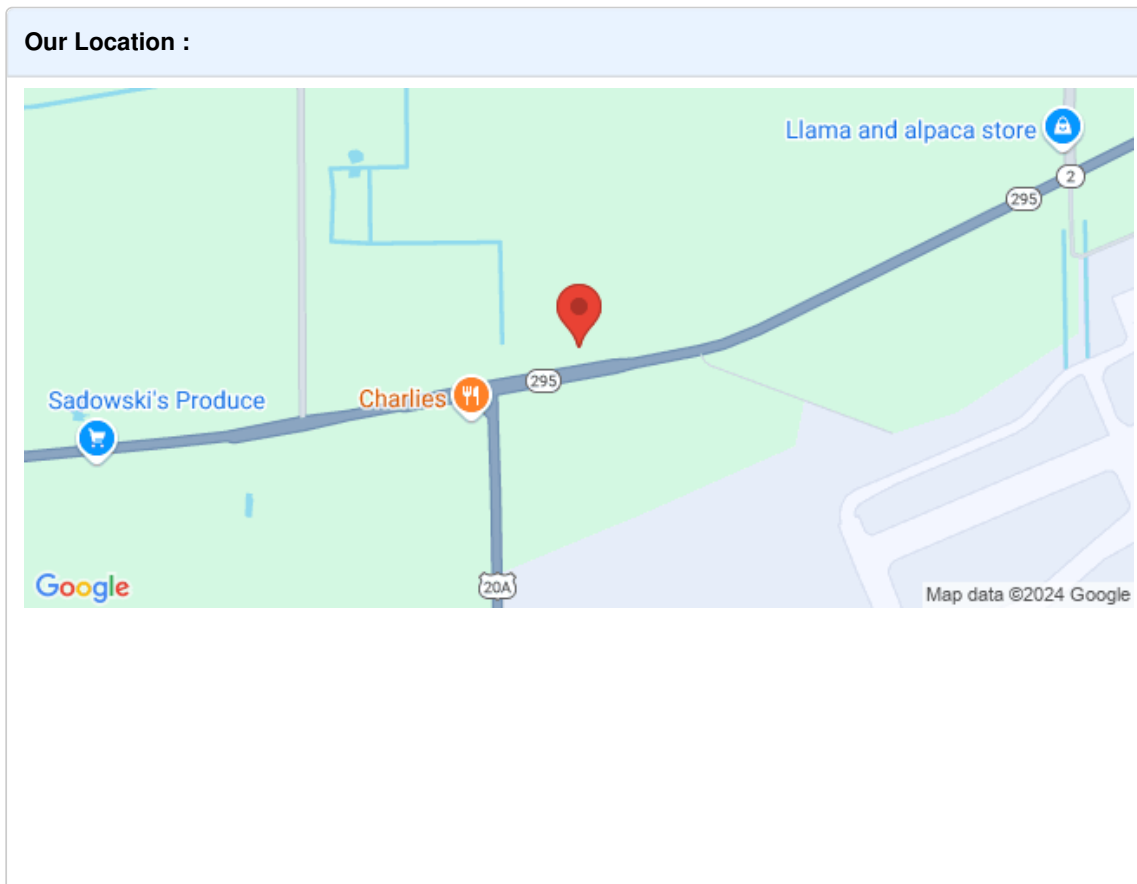 Our Location :
Llama and alpaca store
2
295
Sadowski's Produce
Charlies
295
20A
Google
Map data ©2024 Google